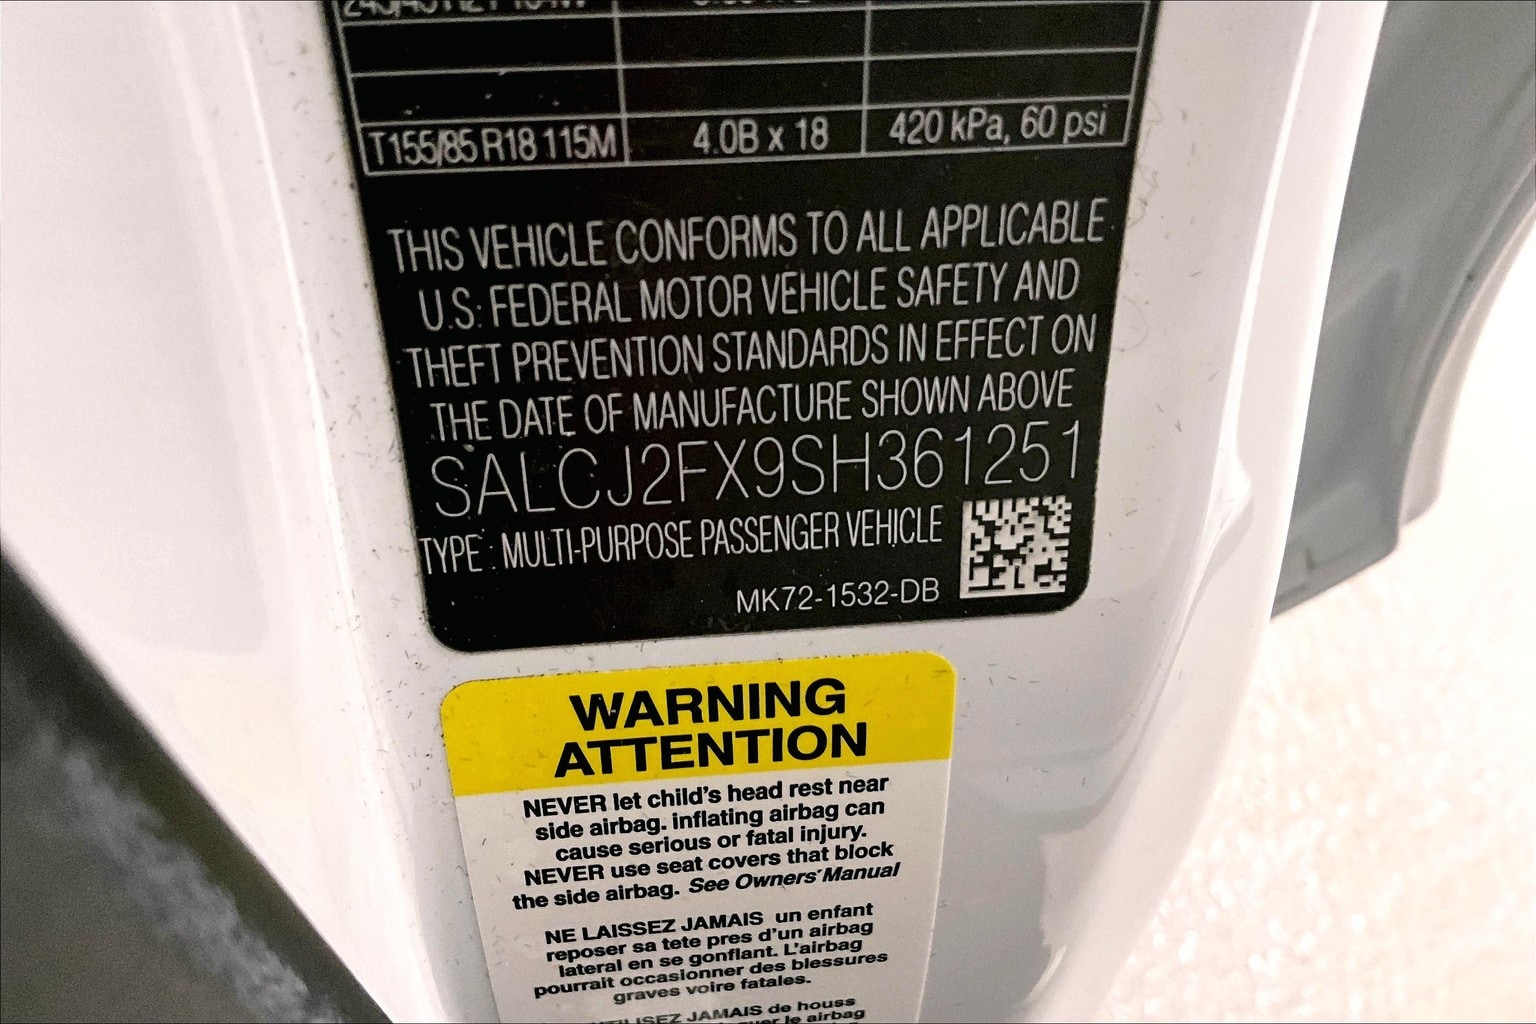 T155/85 R18 115M 4.0B x 18 420 kPa, 60 psi
THIS VEHICLE CONFORMS TO ALL APPLICABLE
U.S. FEDERAL MOTOR VEHICLE SAFETY AND
THEFT PREVENTION STANDARDS IN EFFECT ON
THE DATE OF MANUFACTURE SHOWN ABOVE
SALCJ2FX9SH361251
TYPE : MULTI-PURPOSE PASSENGER VEHICLE
MK72-1532-DB
WARNING
ATTENTION
NEVER let child's head rest near
side airbag. inflating airbag can
cause serious or fatal injury.
NEVER use seat covers that block
the side airbag. See Owners' Manual
NE LAISSEZ JAMAIS un enfant
reposer sa tete pres d'un airbag
lateral en se gonflant. L'airbag
pourrait occasionner des blessures
graves voire fatales.
JAMAIS de houss
le airbag